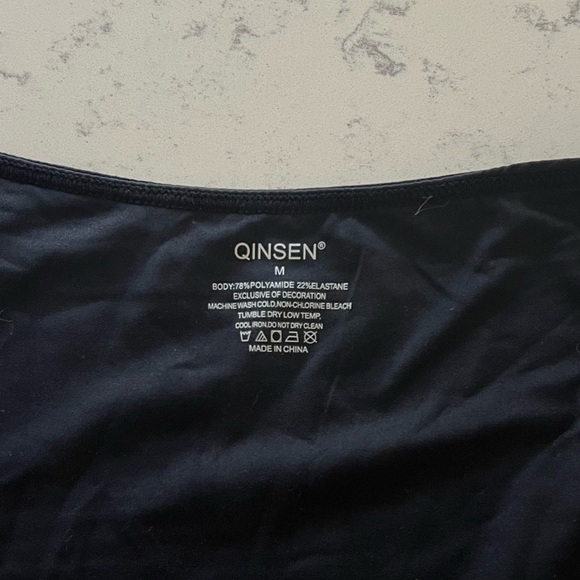 QINSEN®
M
BODY:78%POLYAMIDE 22%ELASTANE
EXCLUSIVE OF DECORATION
MACHINE WASH COLD,NON-CHLORINE BLEACH
TUMBLE DRY LOW TEMP.
COOL IRON.DO NOT DRY CLEAN
MADE IN CHINA